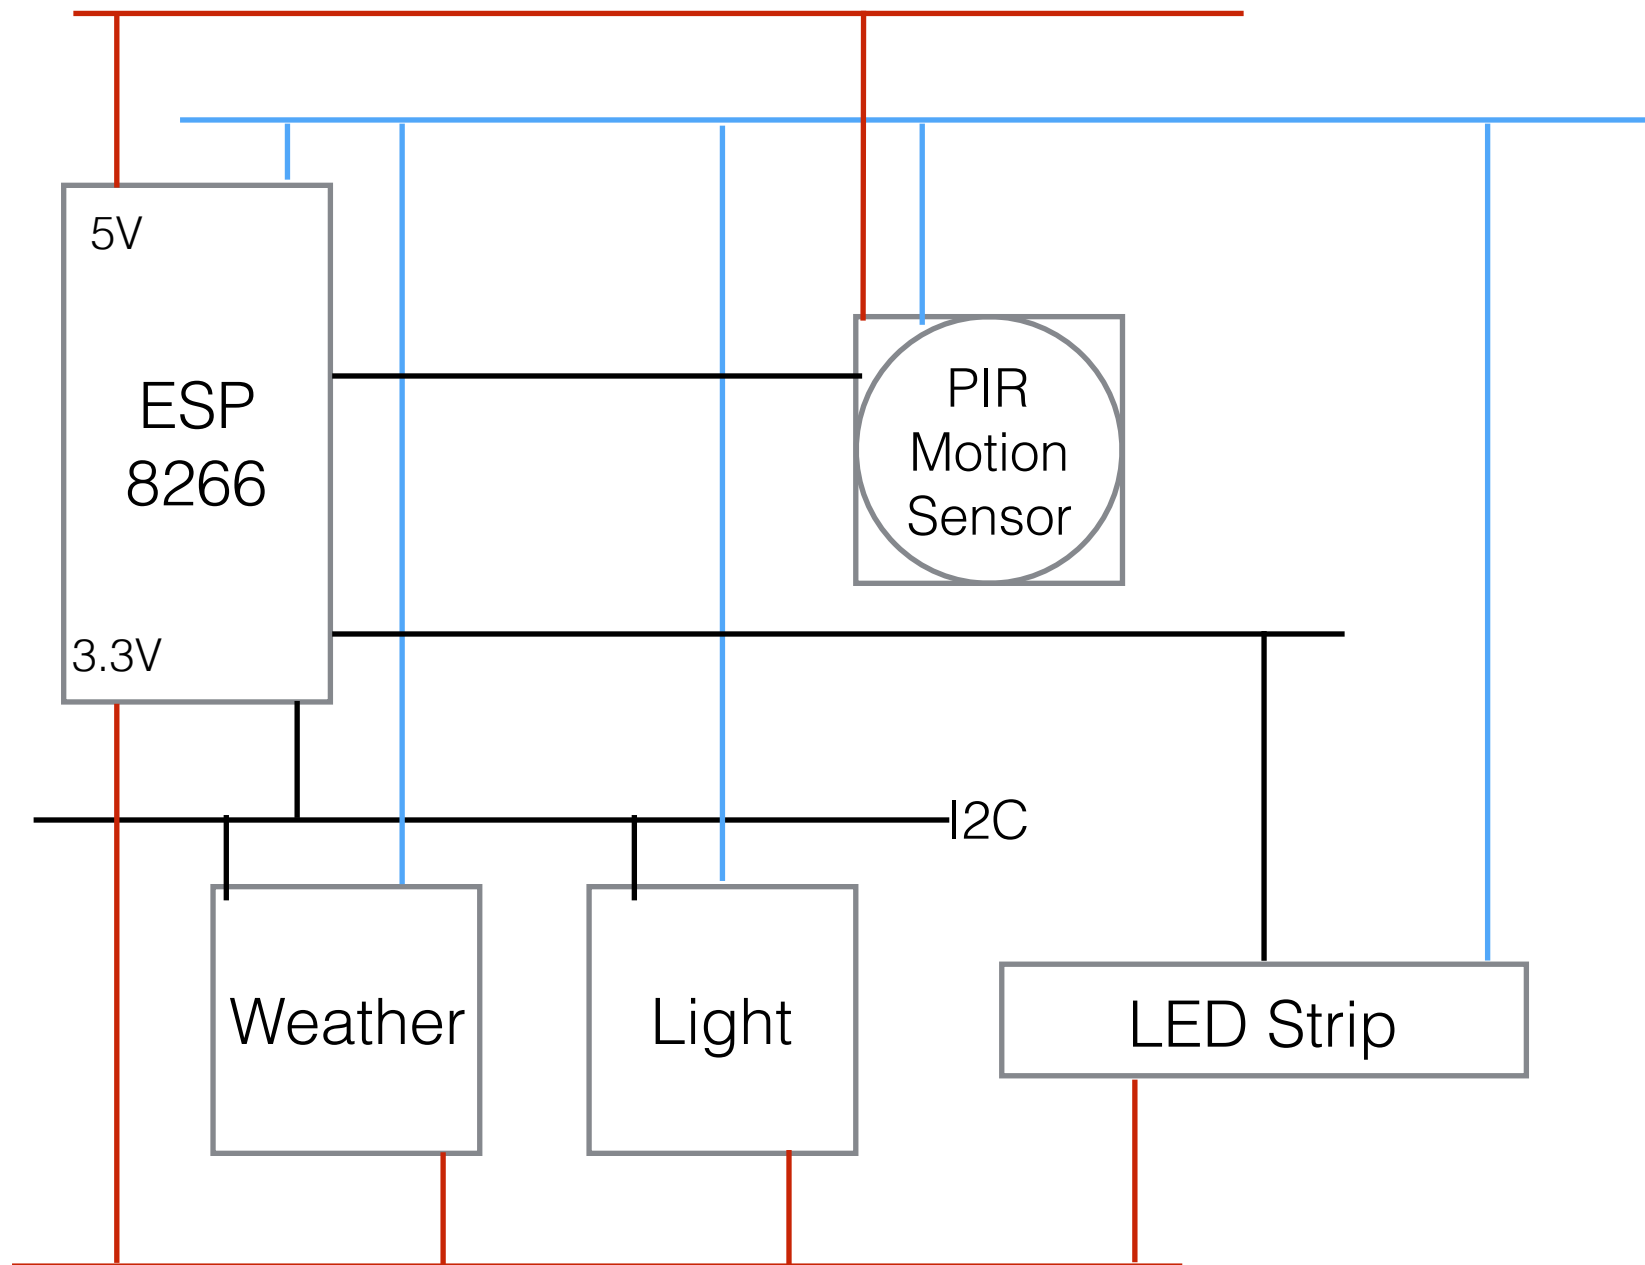 5V
ESP
8266
3.3V
PIR
Motion
Sensor
I2C
Weather
Light
LED Strip